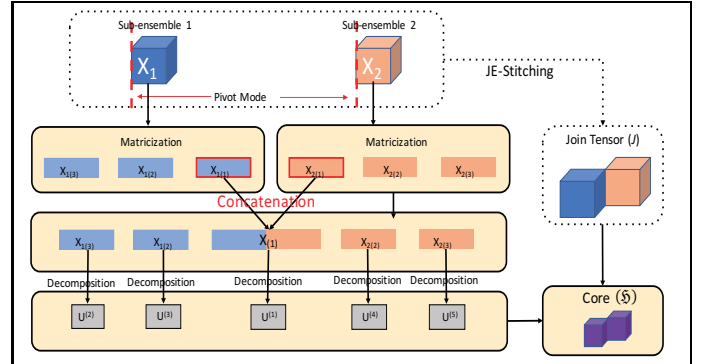 Sub-ensemble 1
Sub-ensemble 2
X1
X2
JE-Stitching
Pivot Mode
Matricization
Matricization
Join Tensor (J)
X1(3)
X1(2)
X1(1)
X2(1)
X2(2)
X2(3)
Concatenation
X1(3)
X1(2)
X(1)
X2(2)
X2(3)
Decomposition
Decomposition
Decomposition
Decomposition
Decomposition
Core (ℌ)
U(2)
U(3)
U(1)
U(4)
U(5)